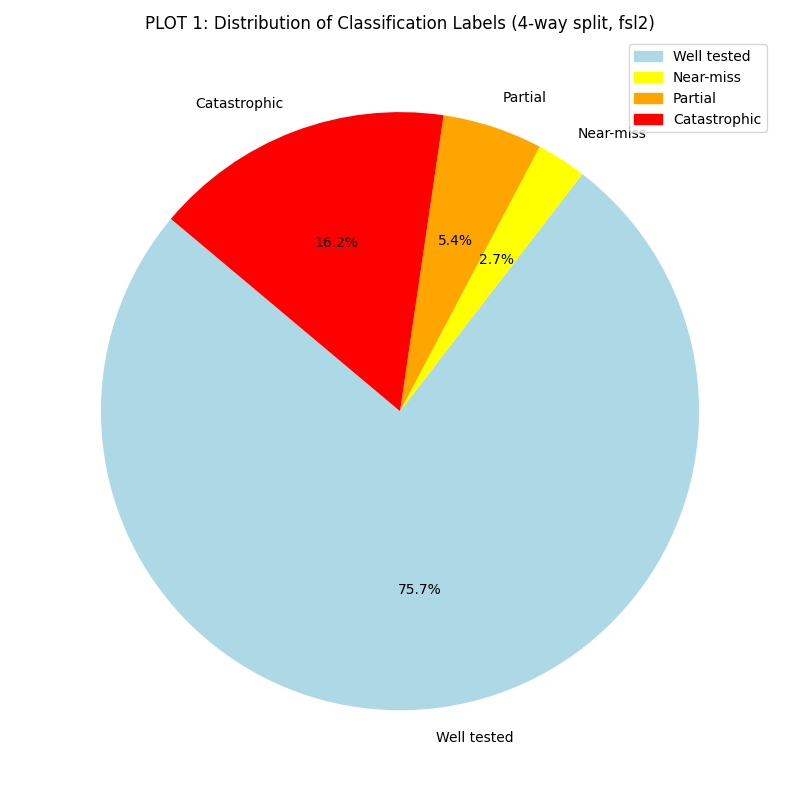 PLOT 1: Distribution of Classification Labels (4-way split, fsl2)
Well tested
Near-miss
Partial
Catastrophic
Catastrophic
Partial
Near-miss
16.2%
5.4%
2.7%
75.7%
Well tested